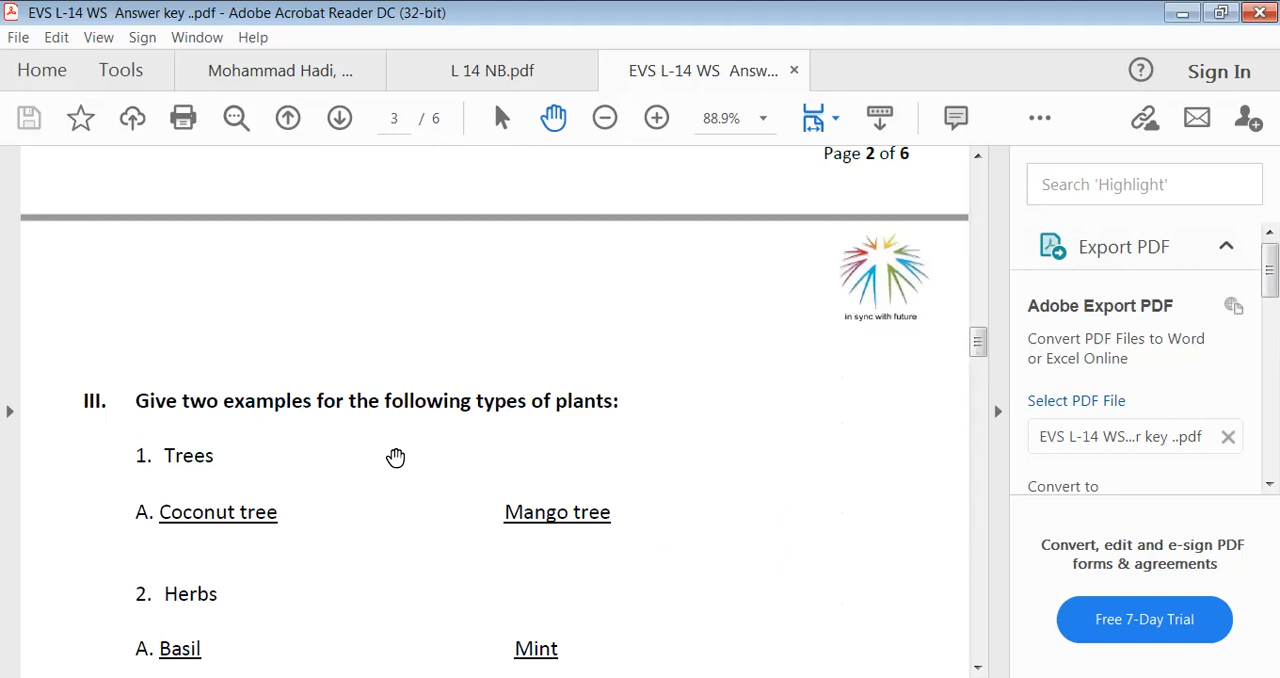 EVS L-14 WS  Answer key ..pdf - Adobe Acrobat Reader DC (32-bit)
File Edit View Sign Window Help
Home Tools Mohammad Hadi, ... L 14 NB.pdf EVS L-14 WS  Answ... × ? Sign In
3 / 6 88.9%
Page 2 of 6
Search 'Highlight'
Export PDF
in sync with future
Adobe Export PDF
Convert PDF Files to Word
or Excel Online
III. Give two examples for the following types of plants:
Select PDF File
EVS L-14 WS...r key ..pdf
1. Trees
Convert to
A. Coconut tree Mango tree
Convert, edit and e-sign PDF
forms & agreements
2. Herbs
Free 7-Day Trial
A. Basil Mint